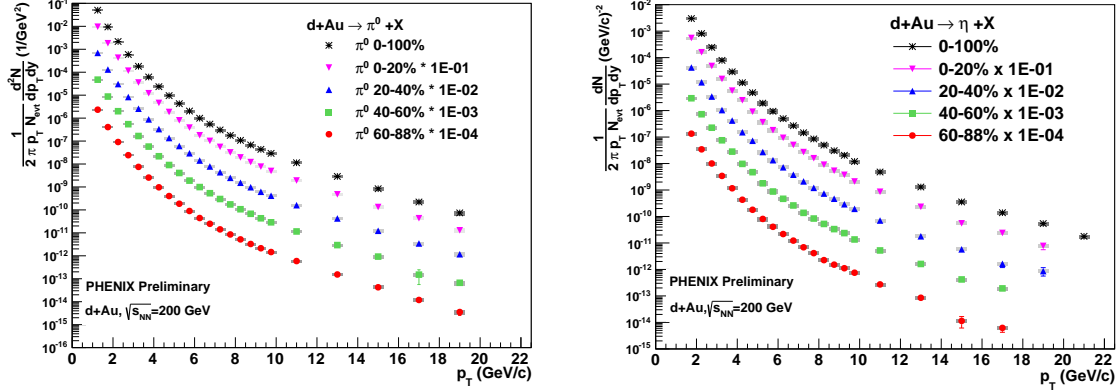 d+Au→ π⁰ +X
π⁰ 0-100%
π⁰ 0-20% * 1E-01
π⁰ 20-40% * 1E-02
π⁰ 40-60% * 1E-03
π⁰ 60-88% * 1E-04
1/(2 π p_T N_evt) d²N/(dp_T dy) (1/GeV²)
10⁻¹
10⁻²
10⁻³
10⁻⁴
10⁻⁵
10⁻⁶
10⁻⁷
10⁻⁸
10⁻⁹
10⁻¹⁰
10⁻¹¹
10⁻¹²
10⁻¹³
10⁻¹⁴
10⁻¹⁵
10⁻¹⁶
PHENIX Preliminary
d+Au, √s_NN=200 GeV
0 2 4 6 8 10 12 14 16 18 20 22
p_T (GeV/c)
d+Au→ η +X
0-100%
0-20% x 1E-01
20-40% x 1E-02
40-60% x 1E-03
60-88% x 1E-04
1/(2 π p_T N_evt) dN/(dp_T dy) (GeV/c)⁻²
10⁻²
10⁻³
10⁻⁴
10⁻⁵
10⁻⁶
10⁻⁷
10⁻⁸
10⁻⁹
10⁻¹⁰
10⁻¹¹
10⁻¹²
10⁻¹³
10⁻¹⁴
10⁻¹⁵
PHENIX Preliminary
d+Au,√s_NN=200 GeV
0 2 4 6 8 10 12 14 16 18 20 22
p_T (GeV/c)